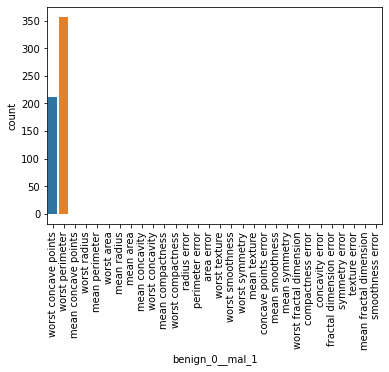 350
300
250
200
150
100
50
0
count
worst concave points
worst perimeter
mean concave points
worst radius
mean perimeter
worst area
mean radius
mean area
mean concavity
worst concavity
mean compactness
worst compactness
radius error
perimeter error
area error
worst texture
worst smoothness
worst symmetry
mean texture
concave points error
mean smoothness
mean symmetry
worst fractal dimension
compactness error
concavity error
fractal dimension error
symmetry error
texture error
mean fractal dimension
smoothness error
benign_0__mal_1